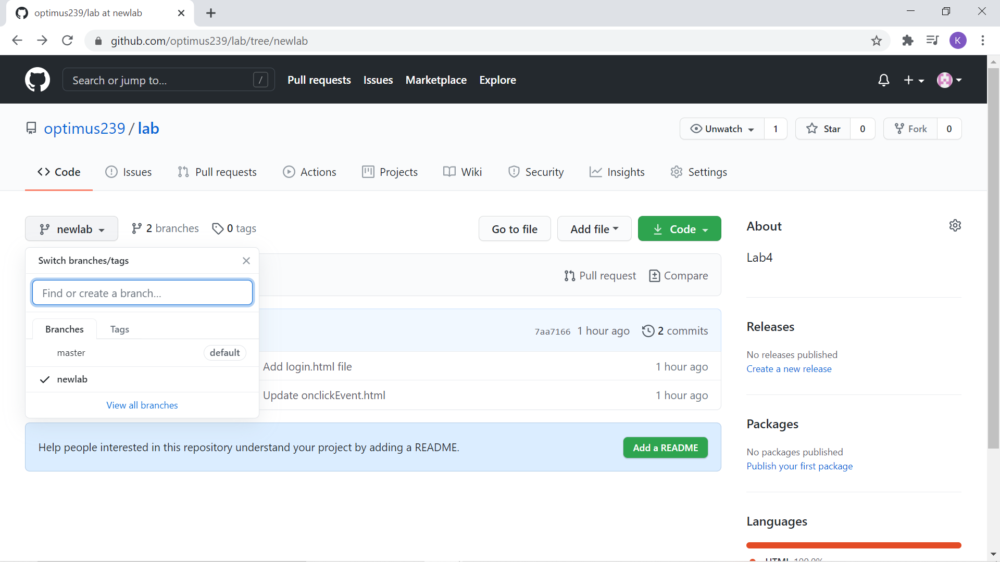 optimus239/lab at newlab
github.com/optimus239/lab/tree/newlab
K
Search or jump to...
/
Pull requests
Issues
Marketplace
Explore
optimus239 / lab
Unwatch
1
Star
0
Fork
0
Code
Issues
Pull requests
Actions
Projects
Wiki
Security
Insights
Settings
newlab
2 branches
0 tags
Go to file
Add file
Code
Switch branches/tags
Find or create a branch...
Branches
Tags
master
default
newlab
View all branches
Pull request
Compare
7aa7166 1 hour ago
2 commits
Add login.html file
1 hour ago
Update onclickEvent.html
1 hour ago
Help people interested in this repository understand your project by adding a README.
Add a README
About
Lab4
Releases
No releases published
Create a new release
Packages
No packages published
Publish your first package
Languages
HTML 100.0%